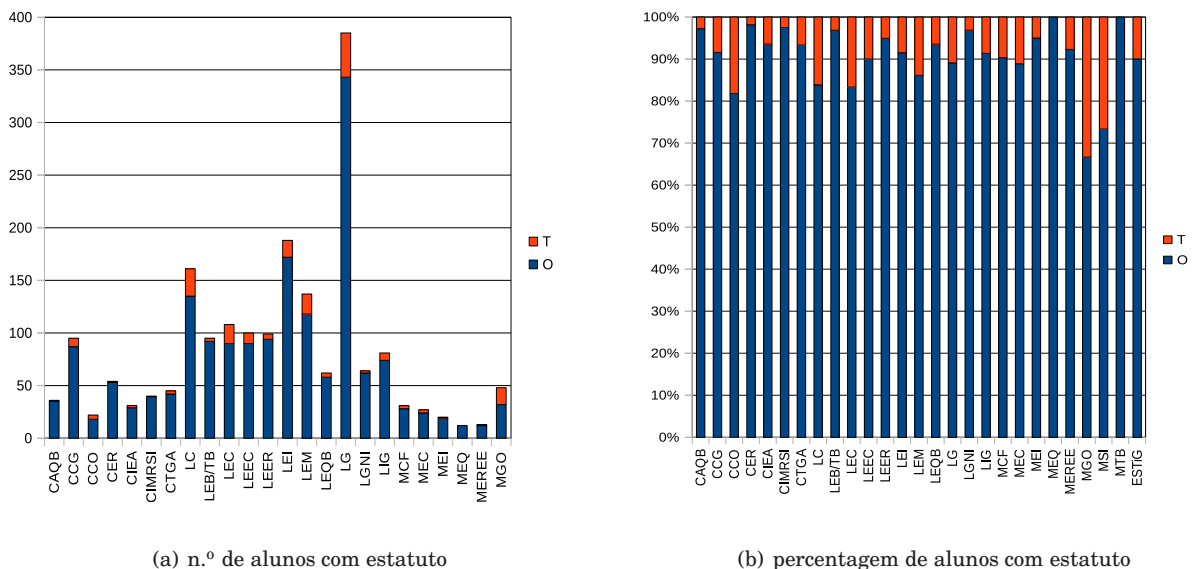 400
350
300
250
200
150
100
50
0
CAQB
CCG
CCO
CER
CIEA
CIMRSI
CTGA
LC
LEB/TB
LEC
LEEC
LEER
LEI
LEM
LEQB
LG
LGNI
LIG
MCF
MEC
MEI
MEQ
MEREE
MGO
T
O
(a) n.º de alunos com estatuto
100%
90%
80%
70%
60%
50%
40%
30%
20%
10%
0%
CAQB
CCG
CCO
CER
CIEA
CIMRSI
CTGA
LC
LEB/TB
LEC
LEEC
LEER
LEI
LEM
LEQB
LG
LGNI
LIG
MCF
MEC
MEI
MEQ
MEREE
MGO
MSI
MTB
ESTiG
T
O
(b) percentagem de alunos com estatuto